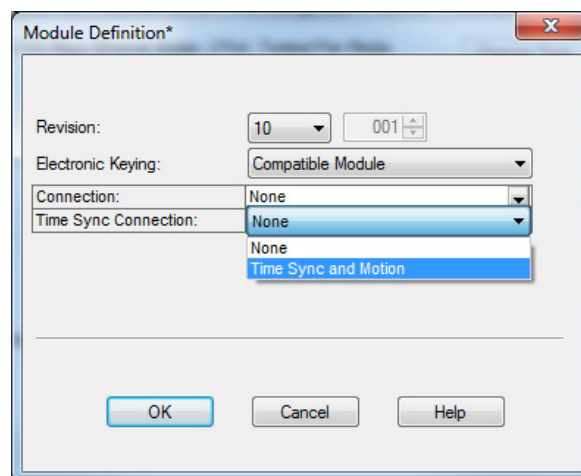 Module Definition*
Revision: 10 001
Electronic Keying: Compatible Module
Connection: None
Time Sync Connection: None
None
Time Sync and Motion
OK Cancel Help